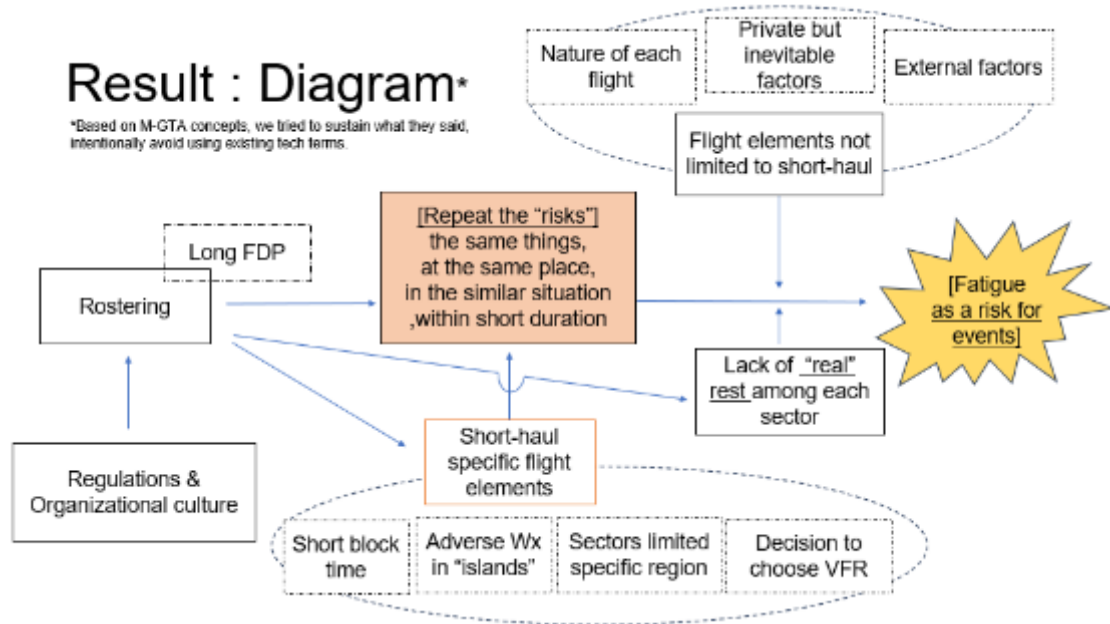 Result : Diagram*
*Based on M-GTA concepts, we tried to sustain what they said,
intentionally avoid using existing tech terms.
Nature of each
flight
Private but
inevitable
factors
External factors
Flight elements not
limited to short-haul
Long FDP
Rostering
[Repeat the “risks”]
the same things,
at the same place,
in the similar situation
,within short duration
[Fatigue
as a risk for
events]
Lack of “real”
rest among each
sector
Regulations &
Organizational culture
Short-haul
specific flight
elements
Short block
time
Adverse Wx
in “islands”
Sectors limited
specific region
Decision to
choose VFR